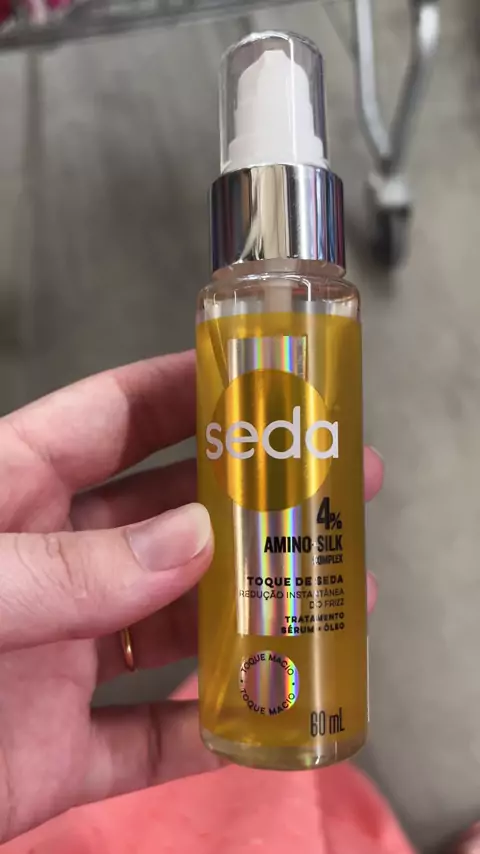 seda
4%
AMINO-SILK
COMPLEX
TOQUE DE SEDA
REDUÇÃO INSTANTÂNEA
DO FRIZZ
TRATAMENTO
SÉRUM + ÓLEO
• TOQUE MACIO •
TOQUE MACIO
60 mL